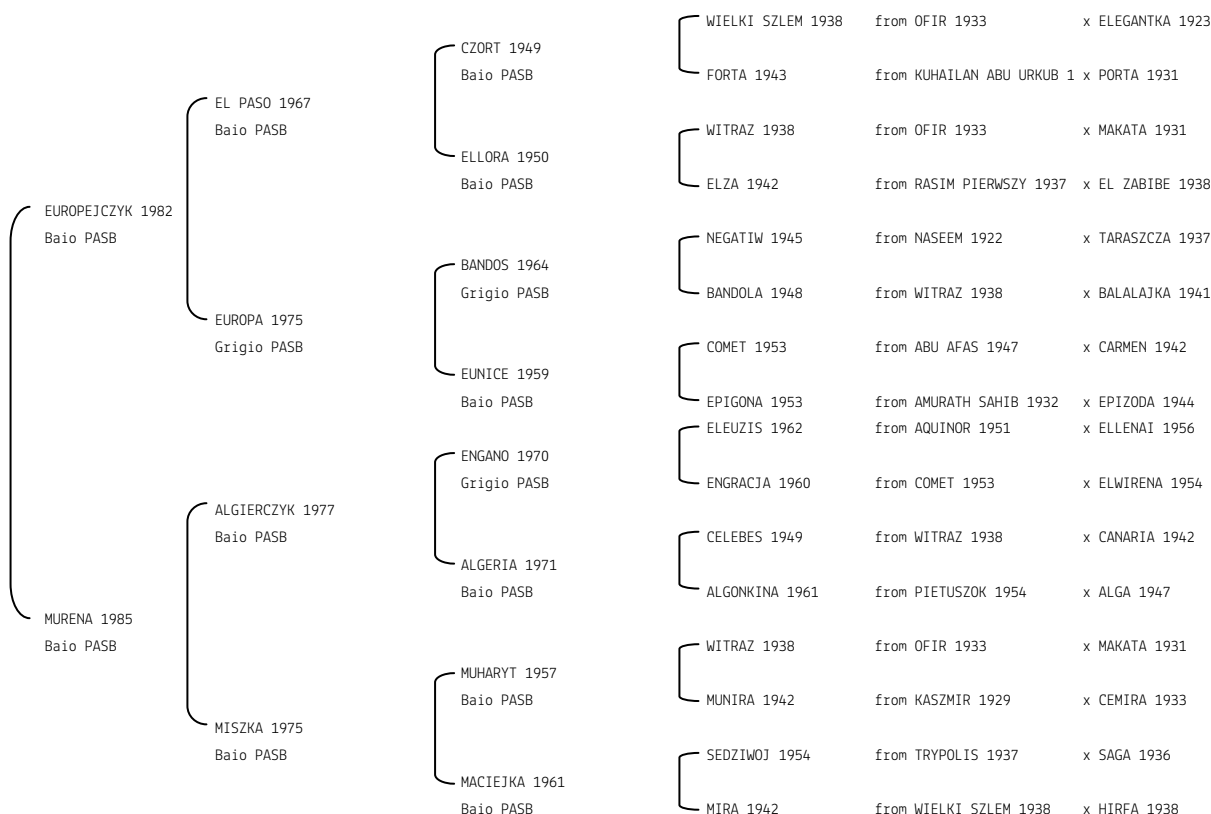 WIELKI SZLEM 1938 from OFIR 1933 x ELEGANTKA 1923
CZORT 1949
Baio PASB
FORTA 1943 from KUHAILAN ABU URKUB 1 x PORTA 1931
EL PASO 1967
Baio PASB
WITRAZ 1938 from OFIR 1933 x MAKATA 1931
ELLORA 1950
Baio PASB
ELZA 1942 from RASIM PIERWSZY 1937 x EL ZABIBE 1938
EUROPEJCZYK 1982
Baio PASB
NEGATIW 1945 from NASEEM 1922 x TARASZCZA 1937
BANDOS 1964
Grigio PASB
BANDOLA 1948 from WITRAZ 1938 x BALALAJKA 1941
EUROPA 1975
Grigio PASB
COMET 1953 from ABU AFAS 1947 x CARMEN 1942
EUNICE 1959
Baio PASB
EPIGONA 1953 from AMURATH SAHIB 1932 x EPIZODA 1944
ELEUZIS 1962 from AQUINOR 1951 x ELLENAI 1956
ENGANO 1970
Grigio PASB
ENGRACJA 1960 from COMET 1953 x ELWIRENA 1954
ALGIERCZYK 1977
Baio PASB
CELEBES 1949 from WITRAZ 1938 x CANARIA 1942
ALGERIA 1971
Baio PASB
ALGONKINA 1961 from PIETUSZOK 1954 x ALGA 1947
MURENA 1985
Baio PASB
WITRAZ 1938 from OFIR 1933 x MAKATA 1931
MUHARYT 1957
Baio PASB
MUNIRA 1942 from KASZMIR 1929 x CEMIRA 1933
MISZKA 1975
Baio PASB
SEDZIWOJ 1954 from TRYPOLIS 1937 x SAGA 1936
MACIEJKA 1961
Baio PASB
MIRA 1942 from WIELKI SZLEM 1938 x HIRFA 1938